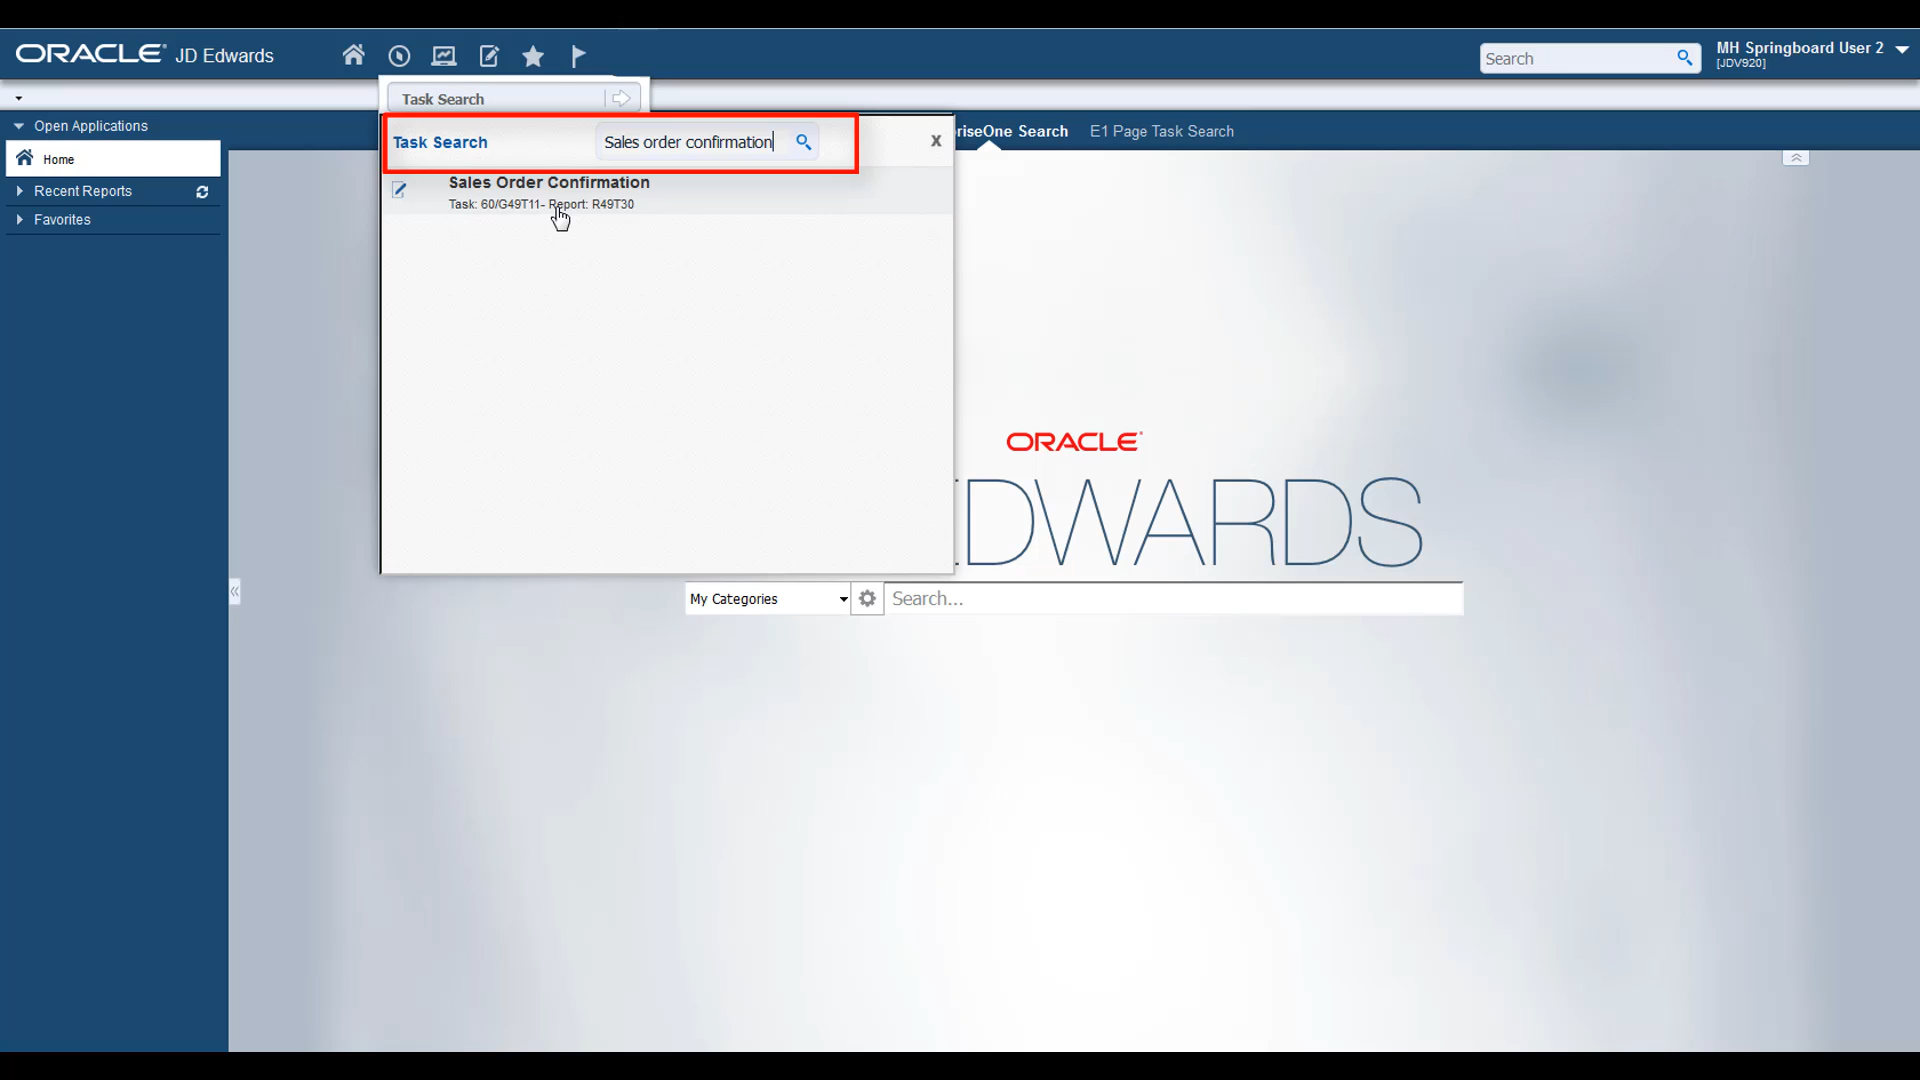 ORACLE JD Edwards
Search
MH Springboard User 2
[JDV920]
Task Search
Open Applications
Home
Recent Reports
Favorites
Task Search
Sales order confirmation
X
Search E1 Page Task Search
Sales Order Confirmation
Task: 60/G49T11- Report: R49T30
ORACLE
EDWARDS
My Categories
Search...